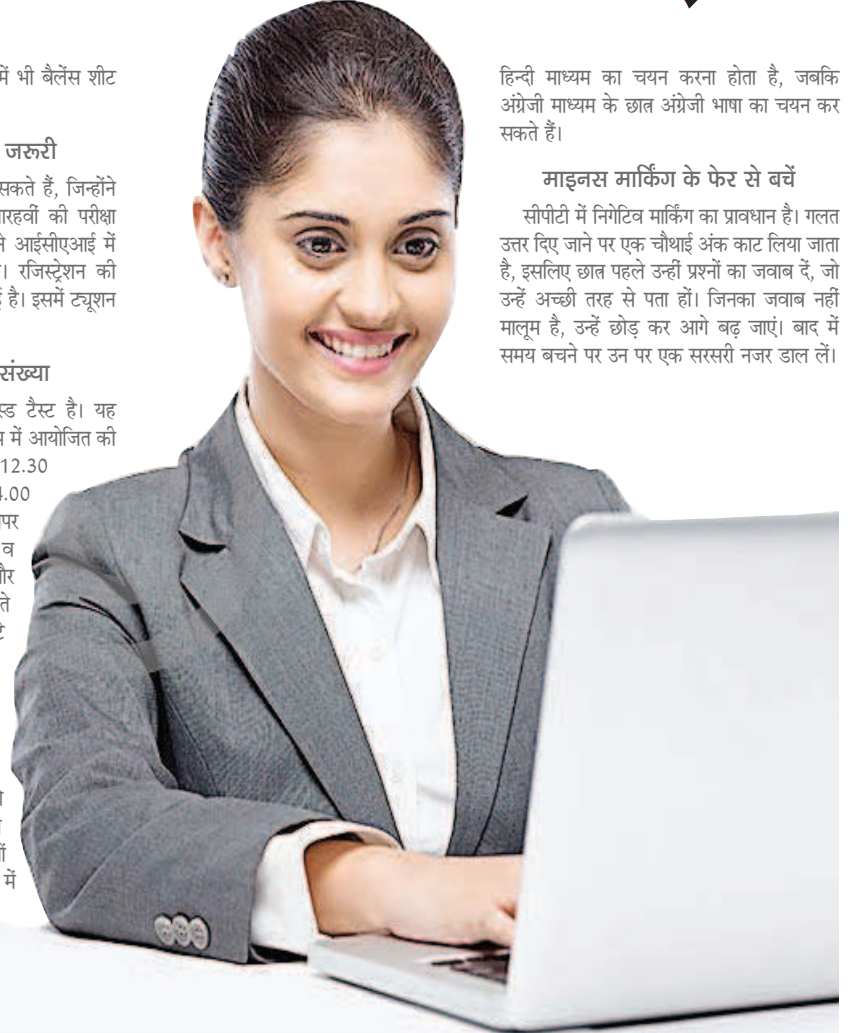 में भी बैलेंस शीट
जरूरी
सकते हैं, जिन्होंने
रहवीं की परीक्षा
आईसीएआई में
रजिस्ट्रेशन की
है। इसमें ट्यूशन
संख्या
टैस्ट है। यह
में आयोजित की
12.30
.00
पर
व
और
ते
टे
में
हिन्दी माध्यम का चयन करना होता है, जबकि
अंग्रेजी माध्यम के छात्र अंग्रेजी भाषा का चयन कर
सकते हैं।
माइनस मार्किंग के फेर से बचें
सीपीटी में निगेटिव मार्किंग का प्रावधान है। गलत
उत्तर दिए जाने पर एक चौथाई अंक काट लिया जाता
है, इसलिए छात्र पहले उन्हीं प्रश्नों का जवाब दें, जो
उन्हें अच्छी तरह से पता हों। जिनका जवाब नहीं
मालूम है, उन्हें छोड़ कर आगे बढ़ जाएं। बाद में
समय बचने पर उन पर एक सरसरी नजर डाल लें।